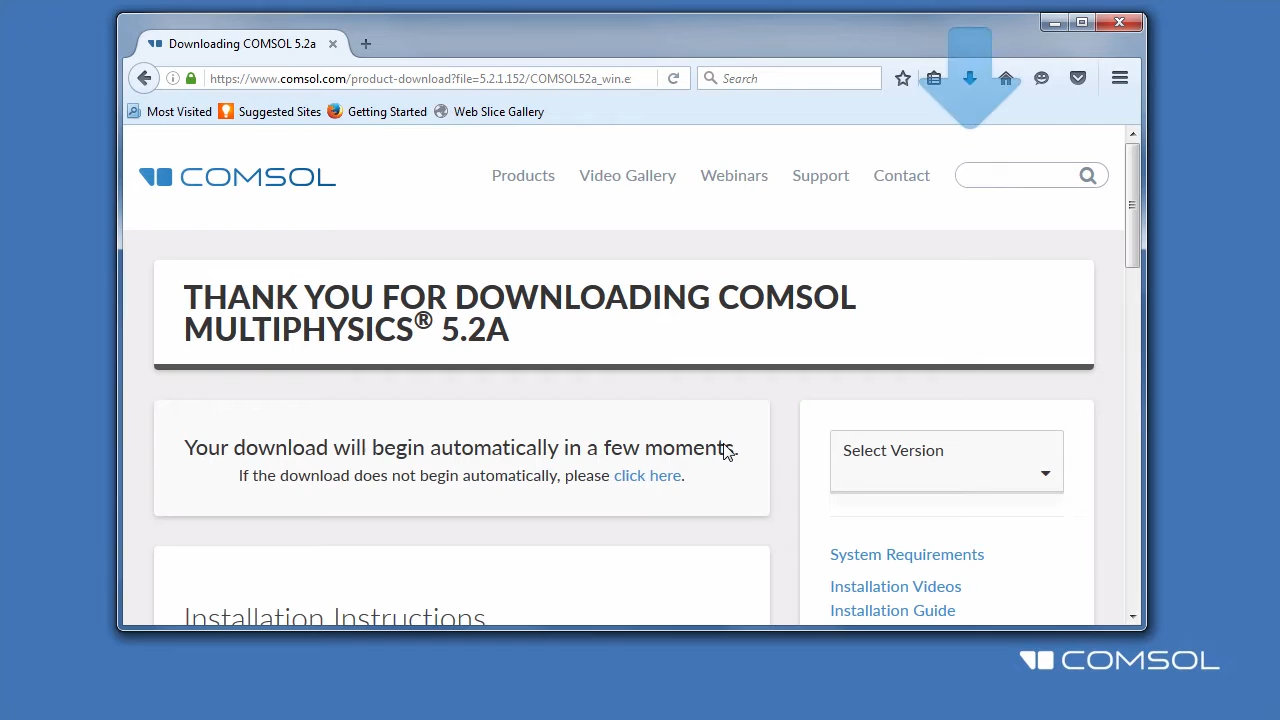 Downloading COMSOL 5.2a
https://www.comsol.com/product-download?file=5.2.1.152/COMSOL52a_win.e
Search
Most Visited Suggested Sites Getting Started Web Slice Gallery
COMSOL Products Video Gallery Webinars Support Contact
THANK YOU FOR DOWNLOADING COMSOL
MULTIPHYSICS® 5.2A
Your download will begin automatically in a few moments.
If the download does not begin automatically, please click here.
Select Version
System Requirements
Installation Videos
Installation Guide
Installation Instructions
COMSOL